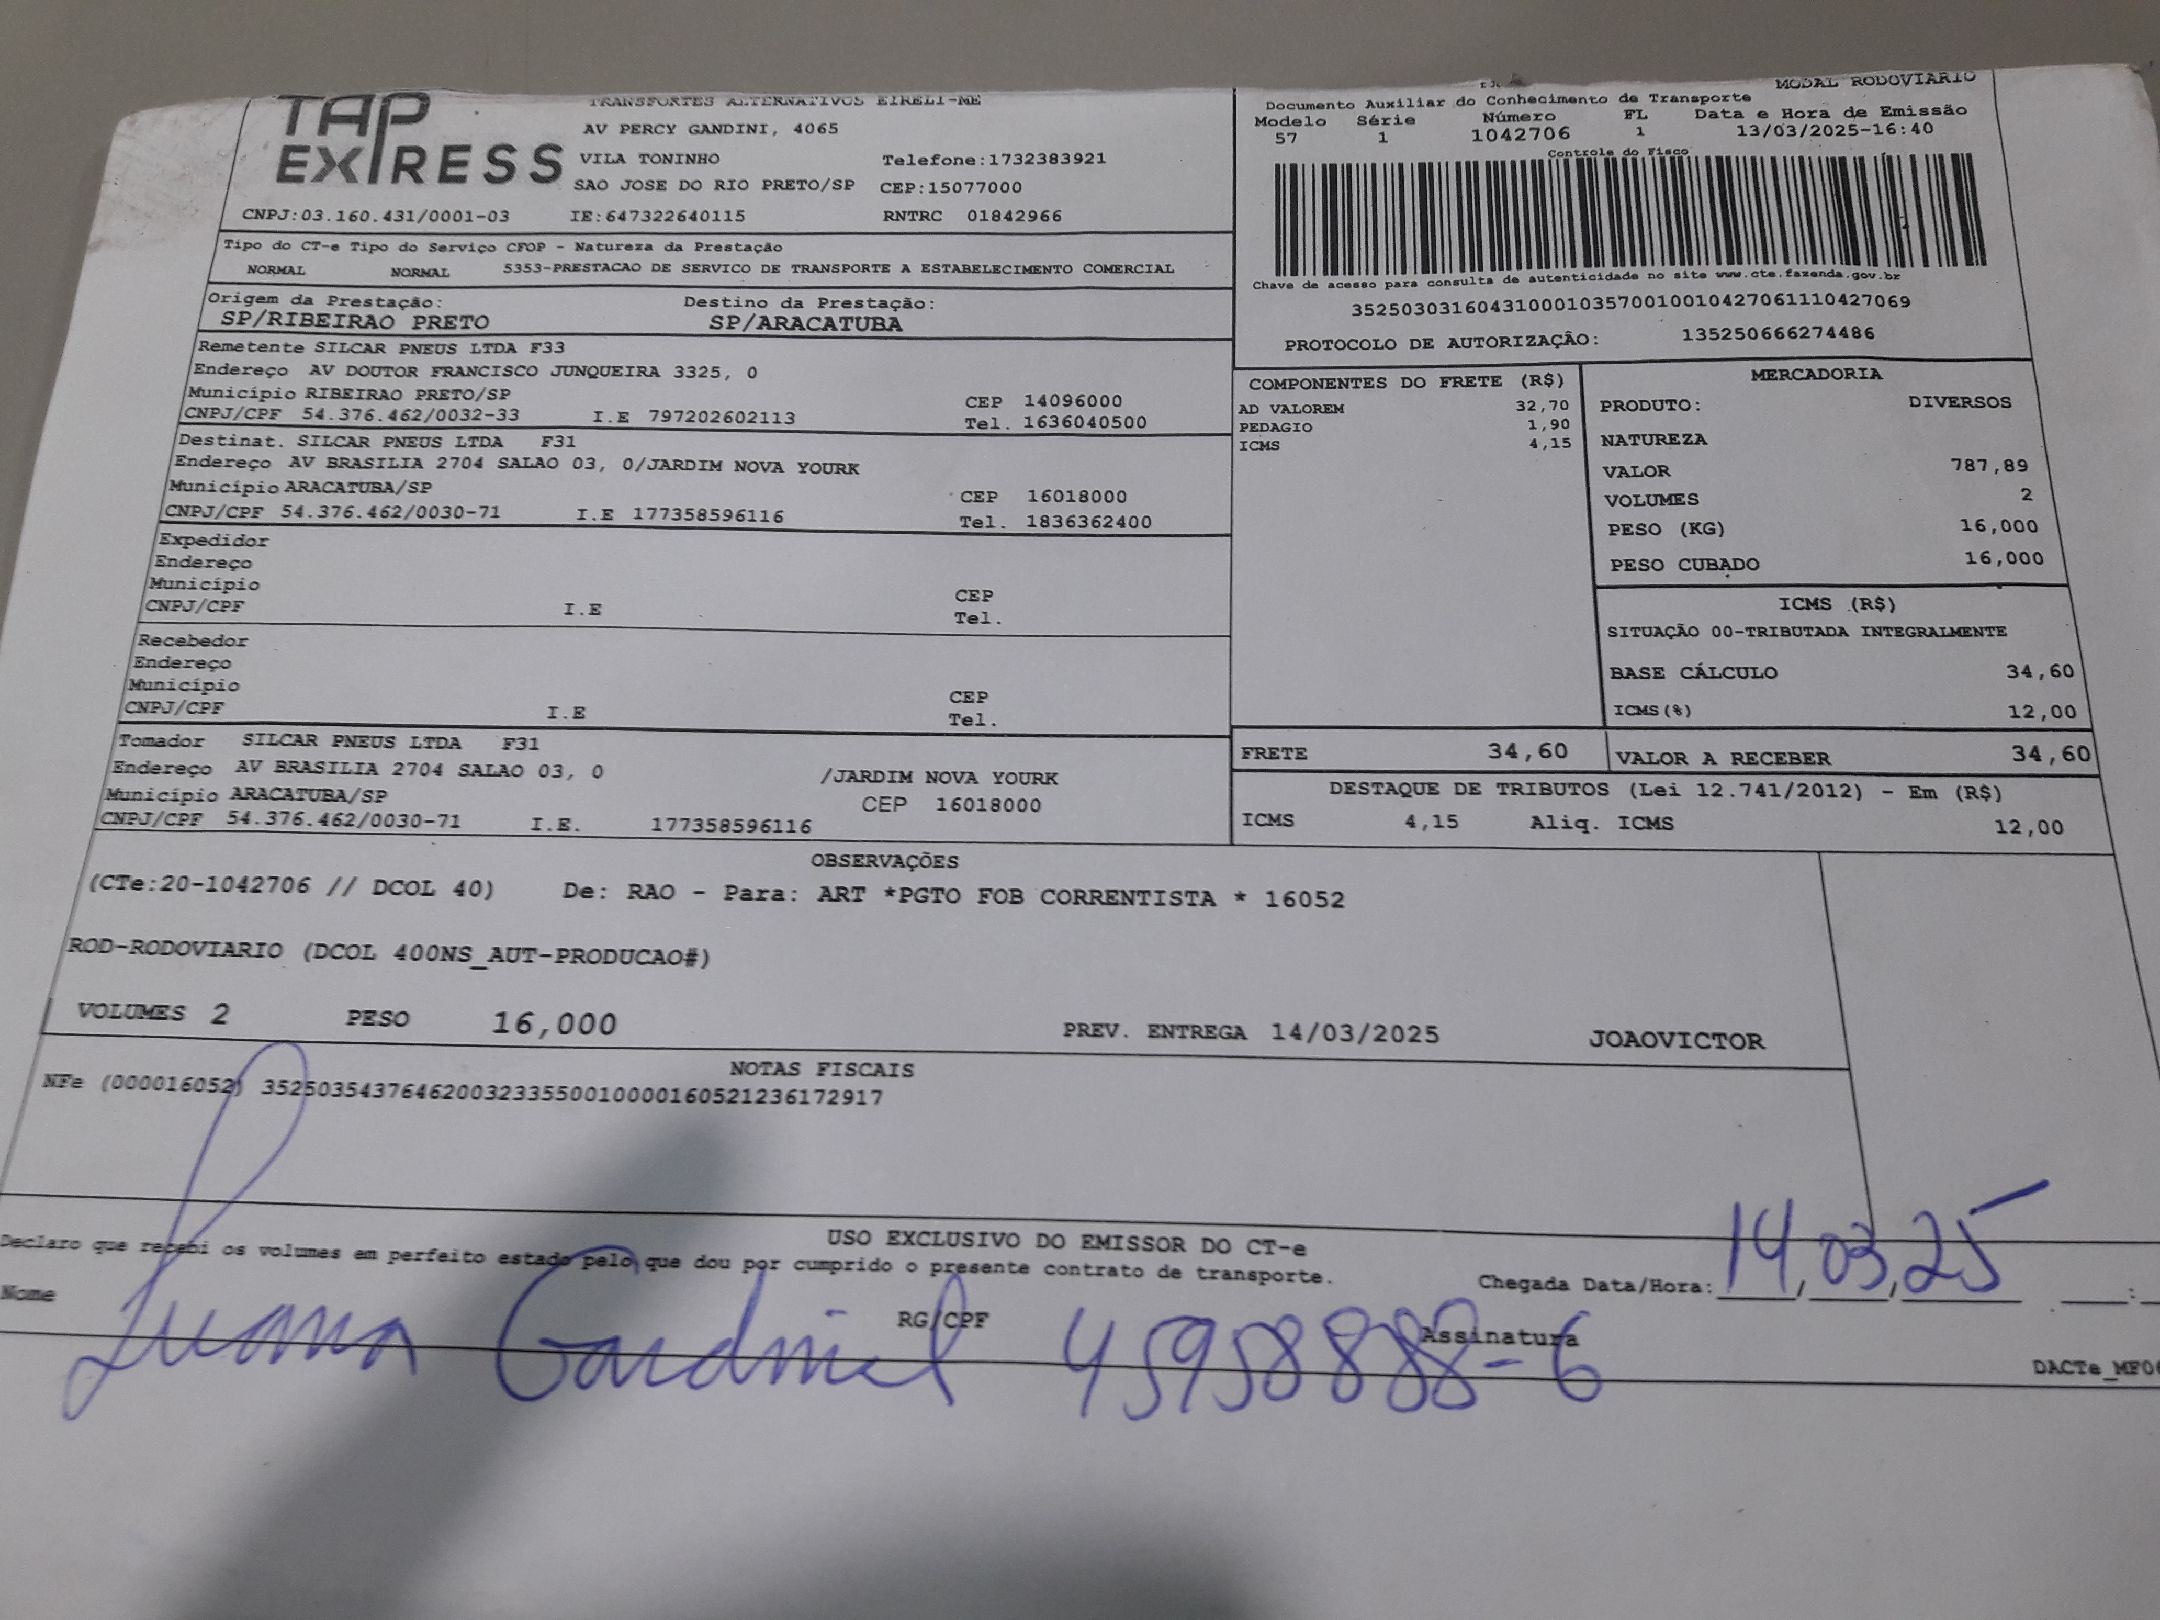 TAP
EXPRESS
TRANSPORTES ALTERNATIVOS EIRELI-ME
AV PERCY GANDINI, 4065
VILA TONINHO Telefone:1732383921
SAO JOSE DO RIO PRETO/SP CEP:15077000
CNPJ:03.160.431/0001-03 IE:647322640115 RNTRC 01842966
MODAL RODOVIARIO
Documento Auxiliar do Conhecimento de Transporte
Modelo Série Número FL Data e Hora de Emissão
57 1 1042706 1 13/03/2025-16:40
Controle do Fisco
Chave de acesso para consulta de autenticidade no site www.cte.fazenda.gov.br
35250303160431000103570010010427061110427069
PROTOCOLO DE AUTORIZAÇÂO: 135250666274486
Tipo do CT-e Tipo do Serviço CFOP - Natureza da Prestação
NORMAL NORMAL 5353-PRESTACAO DE SERVICO DE TRANSPORTE A ESTABELECIMENTO COMERCIAL
Origem da Prestação: Destino da Prestação:
SP/RIBEIRAO PRETO SP/ARACATUBA
Remetente SILCAR PNEUS LTDA F33
Endereço AV DOUTOR FRANCISCO JUNQUEIRA 3325, 0
Município RIBEIRAO PRETO/SP CEP 14096000
CNPJ/CPF 54.376.462/0032-33 I.E 797202602113 Tel. 1636040500
Destinat. SILCAR PNEUS LTDA F31
Endereço AV BRASILIA 2704 SALAO 03, 0/JARDIM NOVA YOURK
Município ARACATUBA/SP CEP 16018000
CNPJ/CPF 54.376.462/0030-71 I.E 177358596116 Tel. 1836362400
Expedidor
Endereço
Município CEP
CNPJ/CPF I.E Tel.
Recebedor
Endereço
Município CEP
CNPJ/CPF I.E Tel.
Tomador SILCAR PNEUS LTDA F31
Endereço AV BRASILIA 2704 SALAO 03, 0 /JARDIM NOVA YOURK
Município ARACATUBA/SP CEP 16018000
CNPJ/CPF 54.376.462/0030-71 I.E. 177358596116
COMPONENTES DO FRETE (R$)
AD VALOREM 32,70
PEDAGIO 1,90
ICMS 4,15
MERCADORIA
PRODUTO: DIVERSOS
NATUREZA
VALOR 787,89
VOLUMES 2
PESO (KG) 16,000
PESO CUBADO 16,000
ICMS (R$)
SITUAÇÃO 00-TRIBUTADA INTEGRALMENTE
BASE CÁLCULO 34,60
ICMS(%) 12,00
FRETE 34,60 VALOR A RECEBER 34,60
DESTAQUE DE TRIBUTOS (Lei 12.741/2012) - Em (R$)
ICMS 4,15 Aliq. ICMS 12,00
OBSERVAÇÕES
(CTe:20-1042706 // DCOL 40) De: RAO - Para: ART *PGTO FOB CORRENTISTA * 16052
ROD-RODOVIARIO (DCOL 400NS_AUT-PRODUCAO#)
VOLUMES 2 PESO 16,000 PREV. ENTREGA 14/03/2025 JOAOVICTOR
NOTAS FISCAIS
NFe (000016052) 35250354376462003233550010000160521236172917
USO EXCLUSIVO DO EMISSOR DO CT-e
Declaro que recebi os volumes em perfeito estado pelo que dou por cumprido o presente contrato de transporte.
Chegada Data/Hora: 14/03/25 :
Nome Luana Gardnial RG/CPF 45958888-6 Assinatura
DACTe_MF06